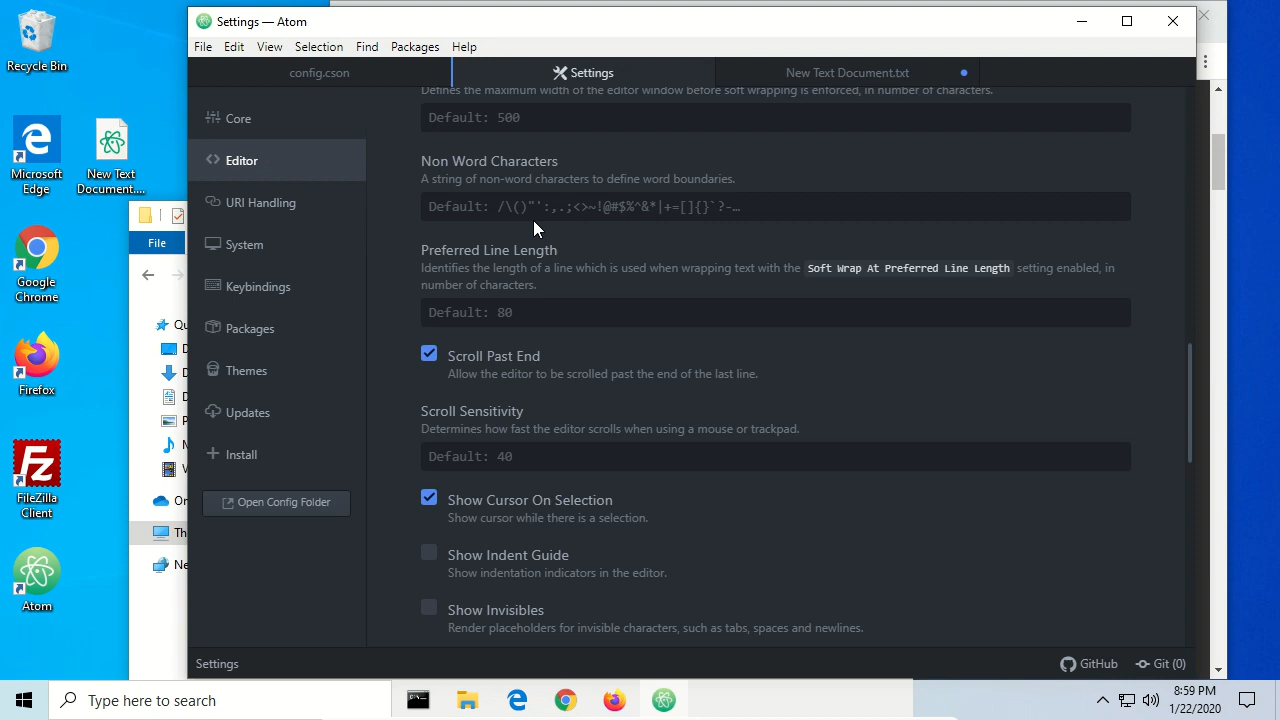 Recycle Bin
Microsoft
Edge
New Text
Document....
Google
Chrome
Firefox
FileZilla
Client
Atom
File
Settings — Atom
File Edit View Selection Find Packages Help
config.cson
Settings
New Text Document.txt
Core
Editor
URI Handling
System
Keybindings
Packages
Themes
Updates
Install
Open Config Folder
Defines the maximum width of the editor window before soft wrapping is enforced, in number of characters.
Default: 500
Non Word Characters
A string of non-word characters to define word boundaries.
Default: /\()"':,.;<>~!@#$%^&*|+=[]{}`?-…
Preferred Line Length
Identifies the length of a line which is used when wrapping text with the Soft Wrap At Preferred Line Length setting enabled, in
number of characters.
Default: 80
Scroll Past End
Allow the editor to be scrolled past the end of the last line.
Scroll Sensitivity
Determines how fast the editor scrolls when using a mouse or trackpad.
Default: 40
Show Cursor On Selection
Show cursor while there is a selection.
Show Indent Guide
Show indentation indicators in the editor.
Show Invisibles
Render placeholders for invisible characters, such as tabs, spaces and newlines.
Settings
GitHub
Git (0)
Type here to search
8:59 PM
1/22/2020